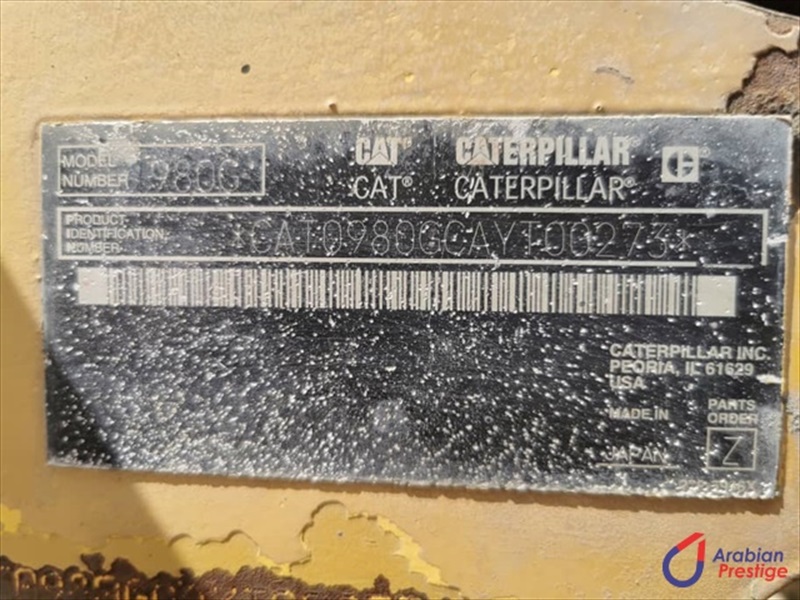 MODEL NUMBER 980G
CAT® CATERPILLAR®
CAT® CATERPILLAR®
PRODUCT IDENTIFICATION NUMBER *CAT0980GCAYT00273*
CATERPILLAR INC.
PEORIA, IL 61629
USA
MADE IN
JAPAN
PARTS ORDER
Z
Arabian
Prestige